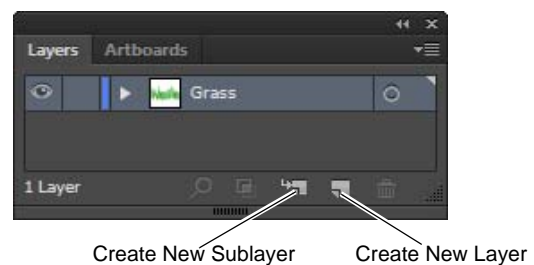 Layers Artboards
Grass
1 Layer
Create New Sublayer Create New Layer